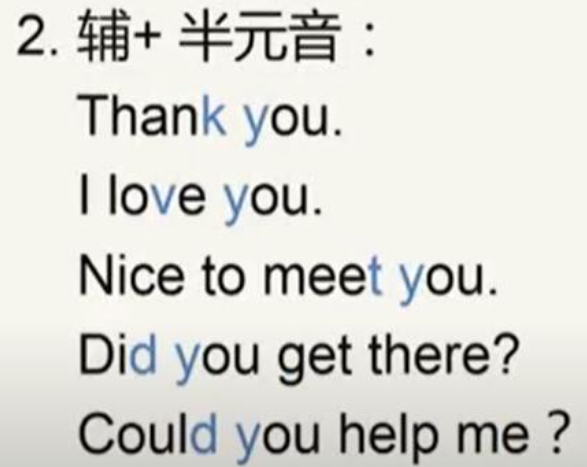 2. 辅+ 半元音：
Thank you.
I love you.
Nice to meet you.
Did you get there?
Could you help me？